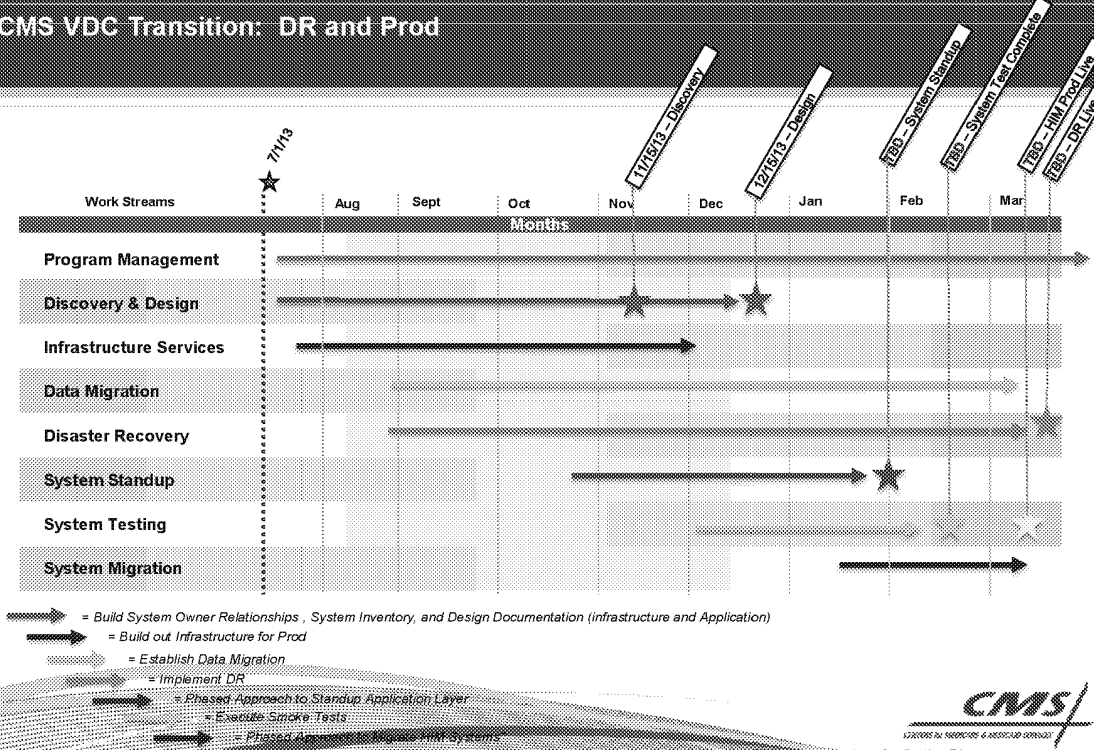 CMS VDC Transition: DR and Prod
7/1/13
11/15/13 – Discovery
12/15/13 – Design
TBD – System Standup
TBD – System Test Complete
TBD – HIM Prod Live
TBD – DR Live
Work Streams
Aug
Sept
Oct
Nov
Dec
Jan
Feb
Mar
Months
Program Management
Discovery & Design
Infrastructure Services
Data Migration
Disaster Recovery
System Standup
System Testing
System Migration
= Build System Owner Relationships , System Inventory, and Design Documentation (infrastructure and Application)
= Build out Infrastructure for Prod
= Establish Data Migration
= Implement DR
= Phased Approach to Standup Application Layer
= Execute Smoke Tests
= Phased Approach to Migrate HIM Systems
CMS
CENTERS for MEDICARE & MEDICAID SERVICES